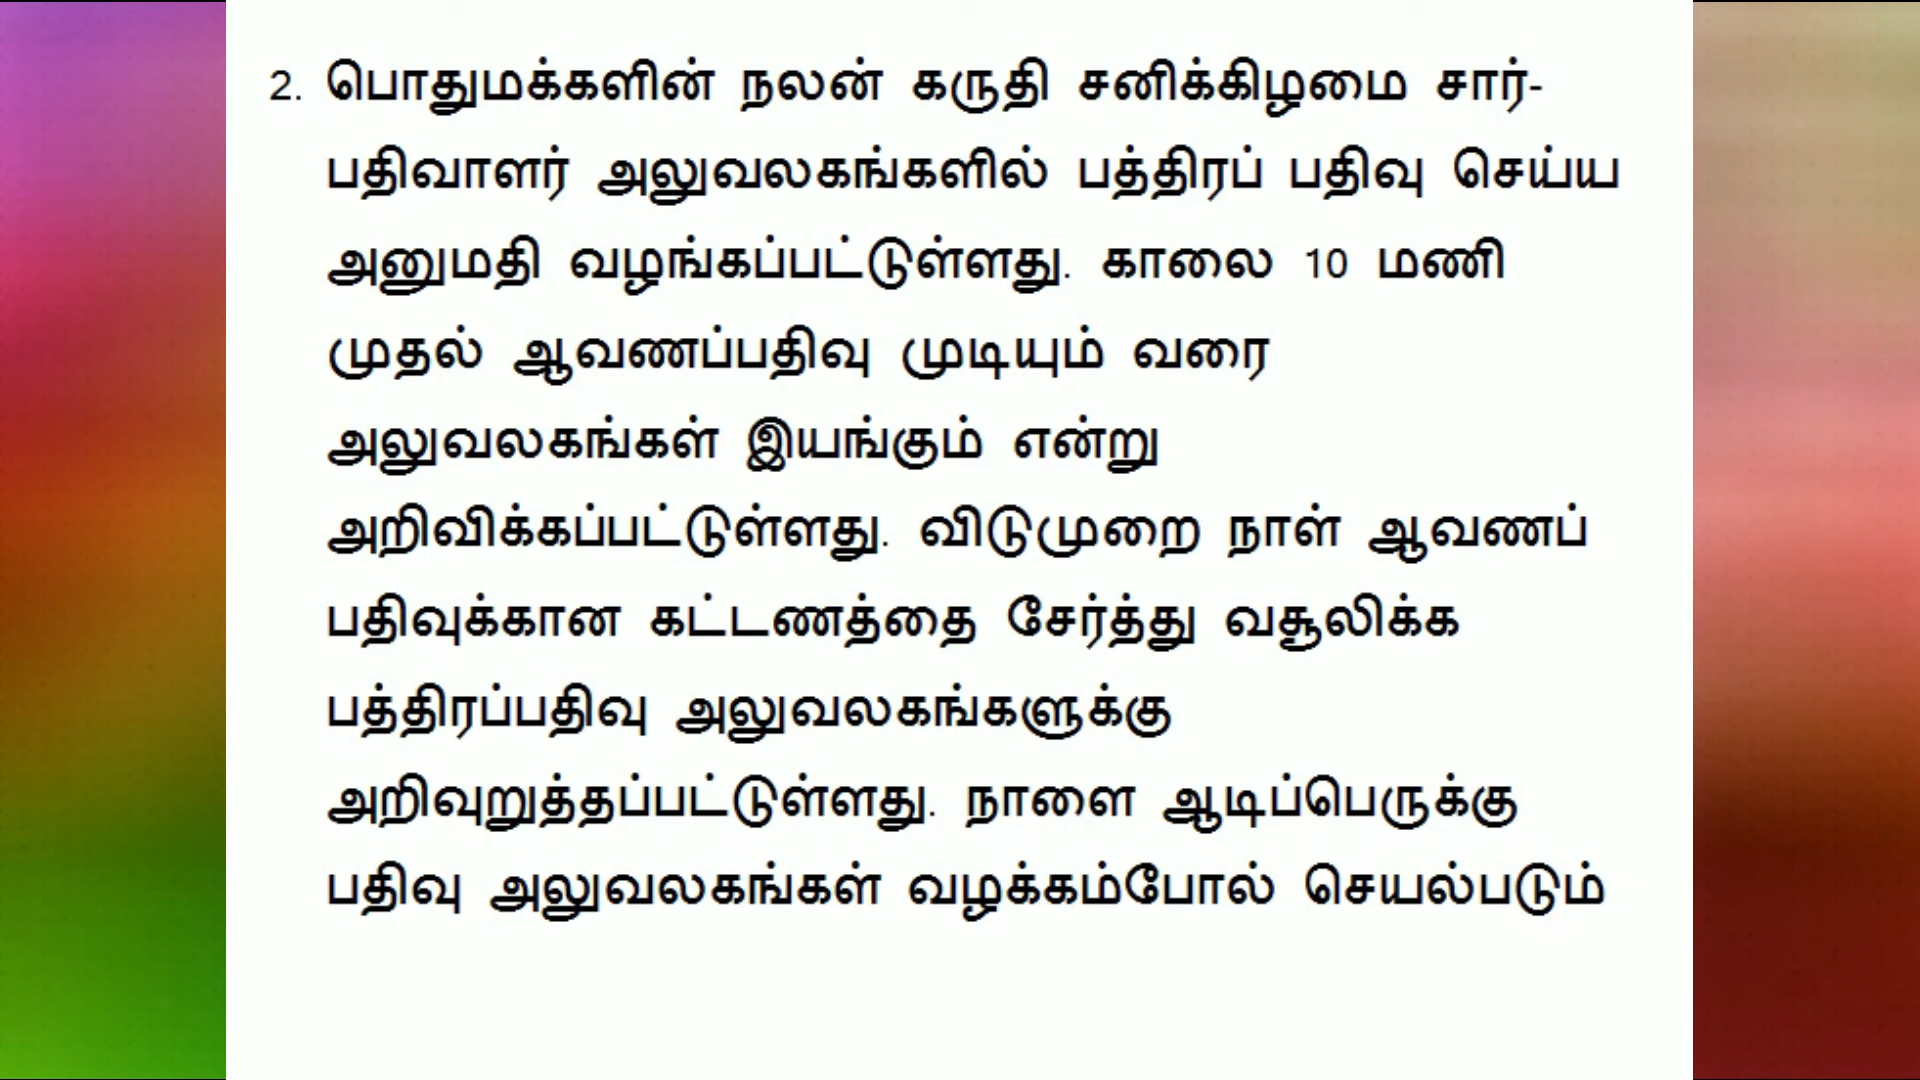 2. பொதுமக்களின் நலன் கருதி சனிக்கிழமை சார்-
பதிவாளர் அலுவலகங்களில் பத்திரப் பதிவு செய்ய
அனுமதி வழங்கப்பட்டுள்ளது. காலை 10 மணி
முதல் ஆவணப்பதிவு முடியும் வரை
அலுவலகங்கள் இயங்கும் என்று
அறிவிக்கப்பட்டுள்ளது. விடுமுறை நாள் ஆவணப்
பதிவுக்கான கட்டணத்தை சேர்த்து வசூலிக்க
பத்திரப்பதிவு அலுவலகங்களுக்கு
அறிவுறுத்தப்பட்டுள்ளது. நாளை ஆடிப்பெருக்கு
பதிவு அலுவலகங்கள் வழக்கம்போல் செயல்படும்